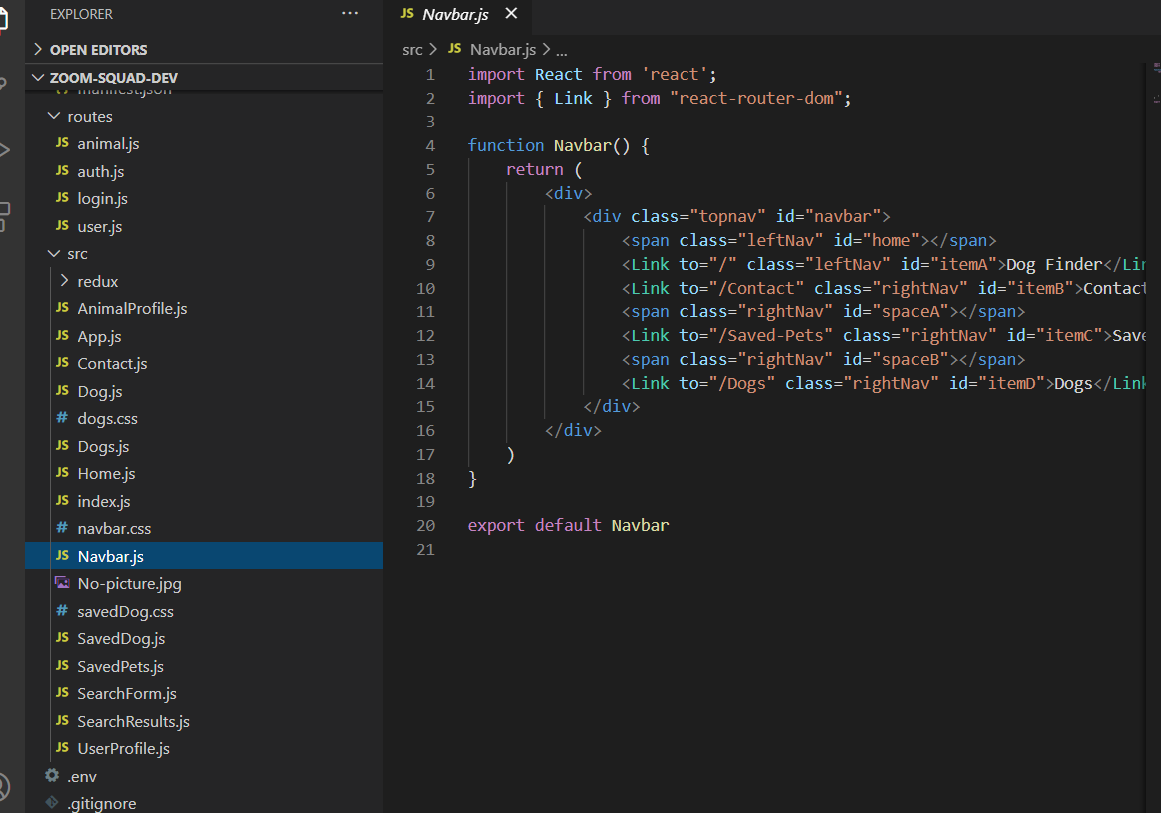 EXPLORER ...
OPEN EDITORS
ZOOM-SQUAD-DEV
manifest.json
routes
JS animal.js
JS auth.js
JS login.js
JS user.js
src
redux
JS AnimalProfile.js
JS App.js
JS Contact.js
JS Dog.js
# dogs.css
JS Dogs.js
JS Home.js
JS index.js
# navbar.css
JS Navbar.js
No-picture.jpg
# savedDog.css
JS SavedDog.js
JS SavedPets.js
JS SearchForm.js
JS SearchResults.js
JS UserProfile.js
.env
.gitignore
JS Navbar.js ×
src > JS Navbar.js > ...
1 import React from 'react';
2 import { Link } from "react-router-dom";
3
4 function Navbar() {
5 return (
6 <div>
7 <div class="topnav" id="navbar">
8 <span class="leftNav" id="home"></span>
9 <Link to="/" class="leftNav" id="itemA">Dog Finder</Lin
10 <Link to="/Contact" class="rightNav" id="itemB">Contact
11 <span class="rightNav" id="spaceA"></span>
12 <Link to="/Saved-Pets" class="rightNav" id="itemC">Save
13 <span class="rightNav" id="spaceB"></span>
14 <Link to="/Dogs" class="rightNav" id="itemD">Dogs</Link
15 </div>
16 </div>
17 )
18 }
19
20 export default Navbar
21